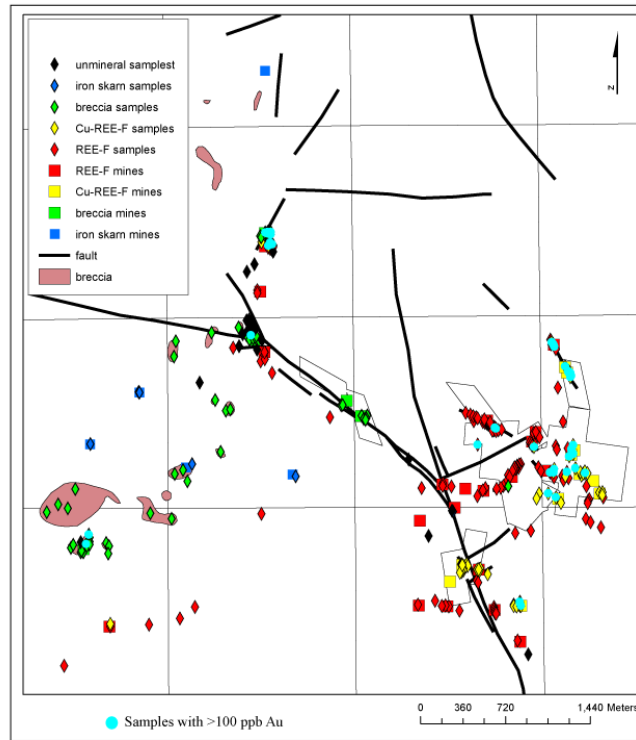 unmineral samplest
iron skarn samples
breccia samples
Cu-REE-F samples
REE-F samples
REE-F mines
Cu-REE-F mines
breccia mines
iron skarn mines
fault
breccia
N
Samples with >100 ppb Au
0 360 720 1,440 Meters